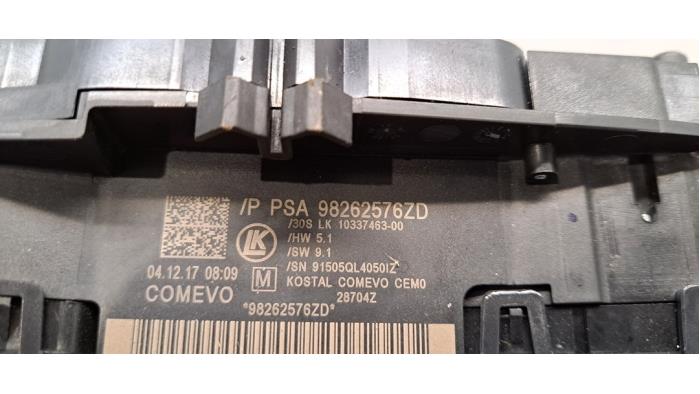 /P PSA 98262576ZD
/30S LK 10337463-00
/HW 5.1
/SW 9.1
/SN 91505QL4050IZ
LK
M
04.12.17 08:09
COMEVO
KOSTAL COMEVO CEM0
28704Z
*98262576ZD*